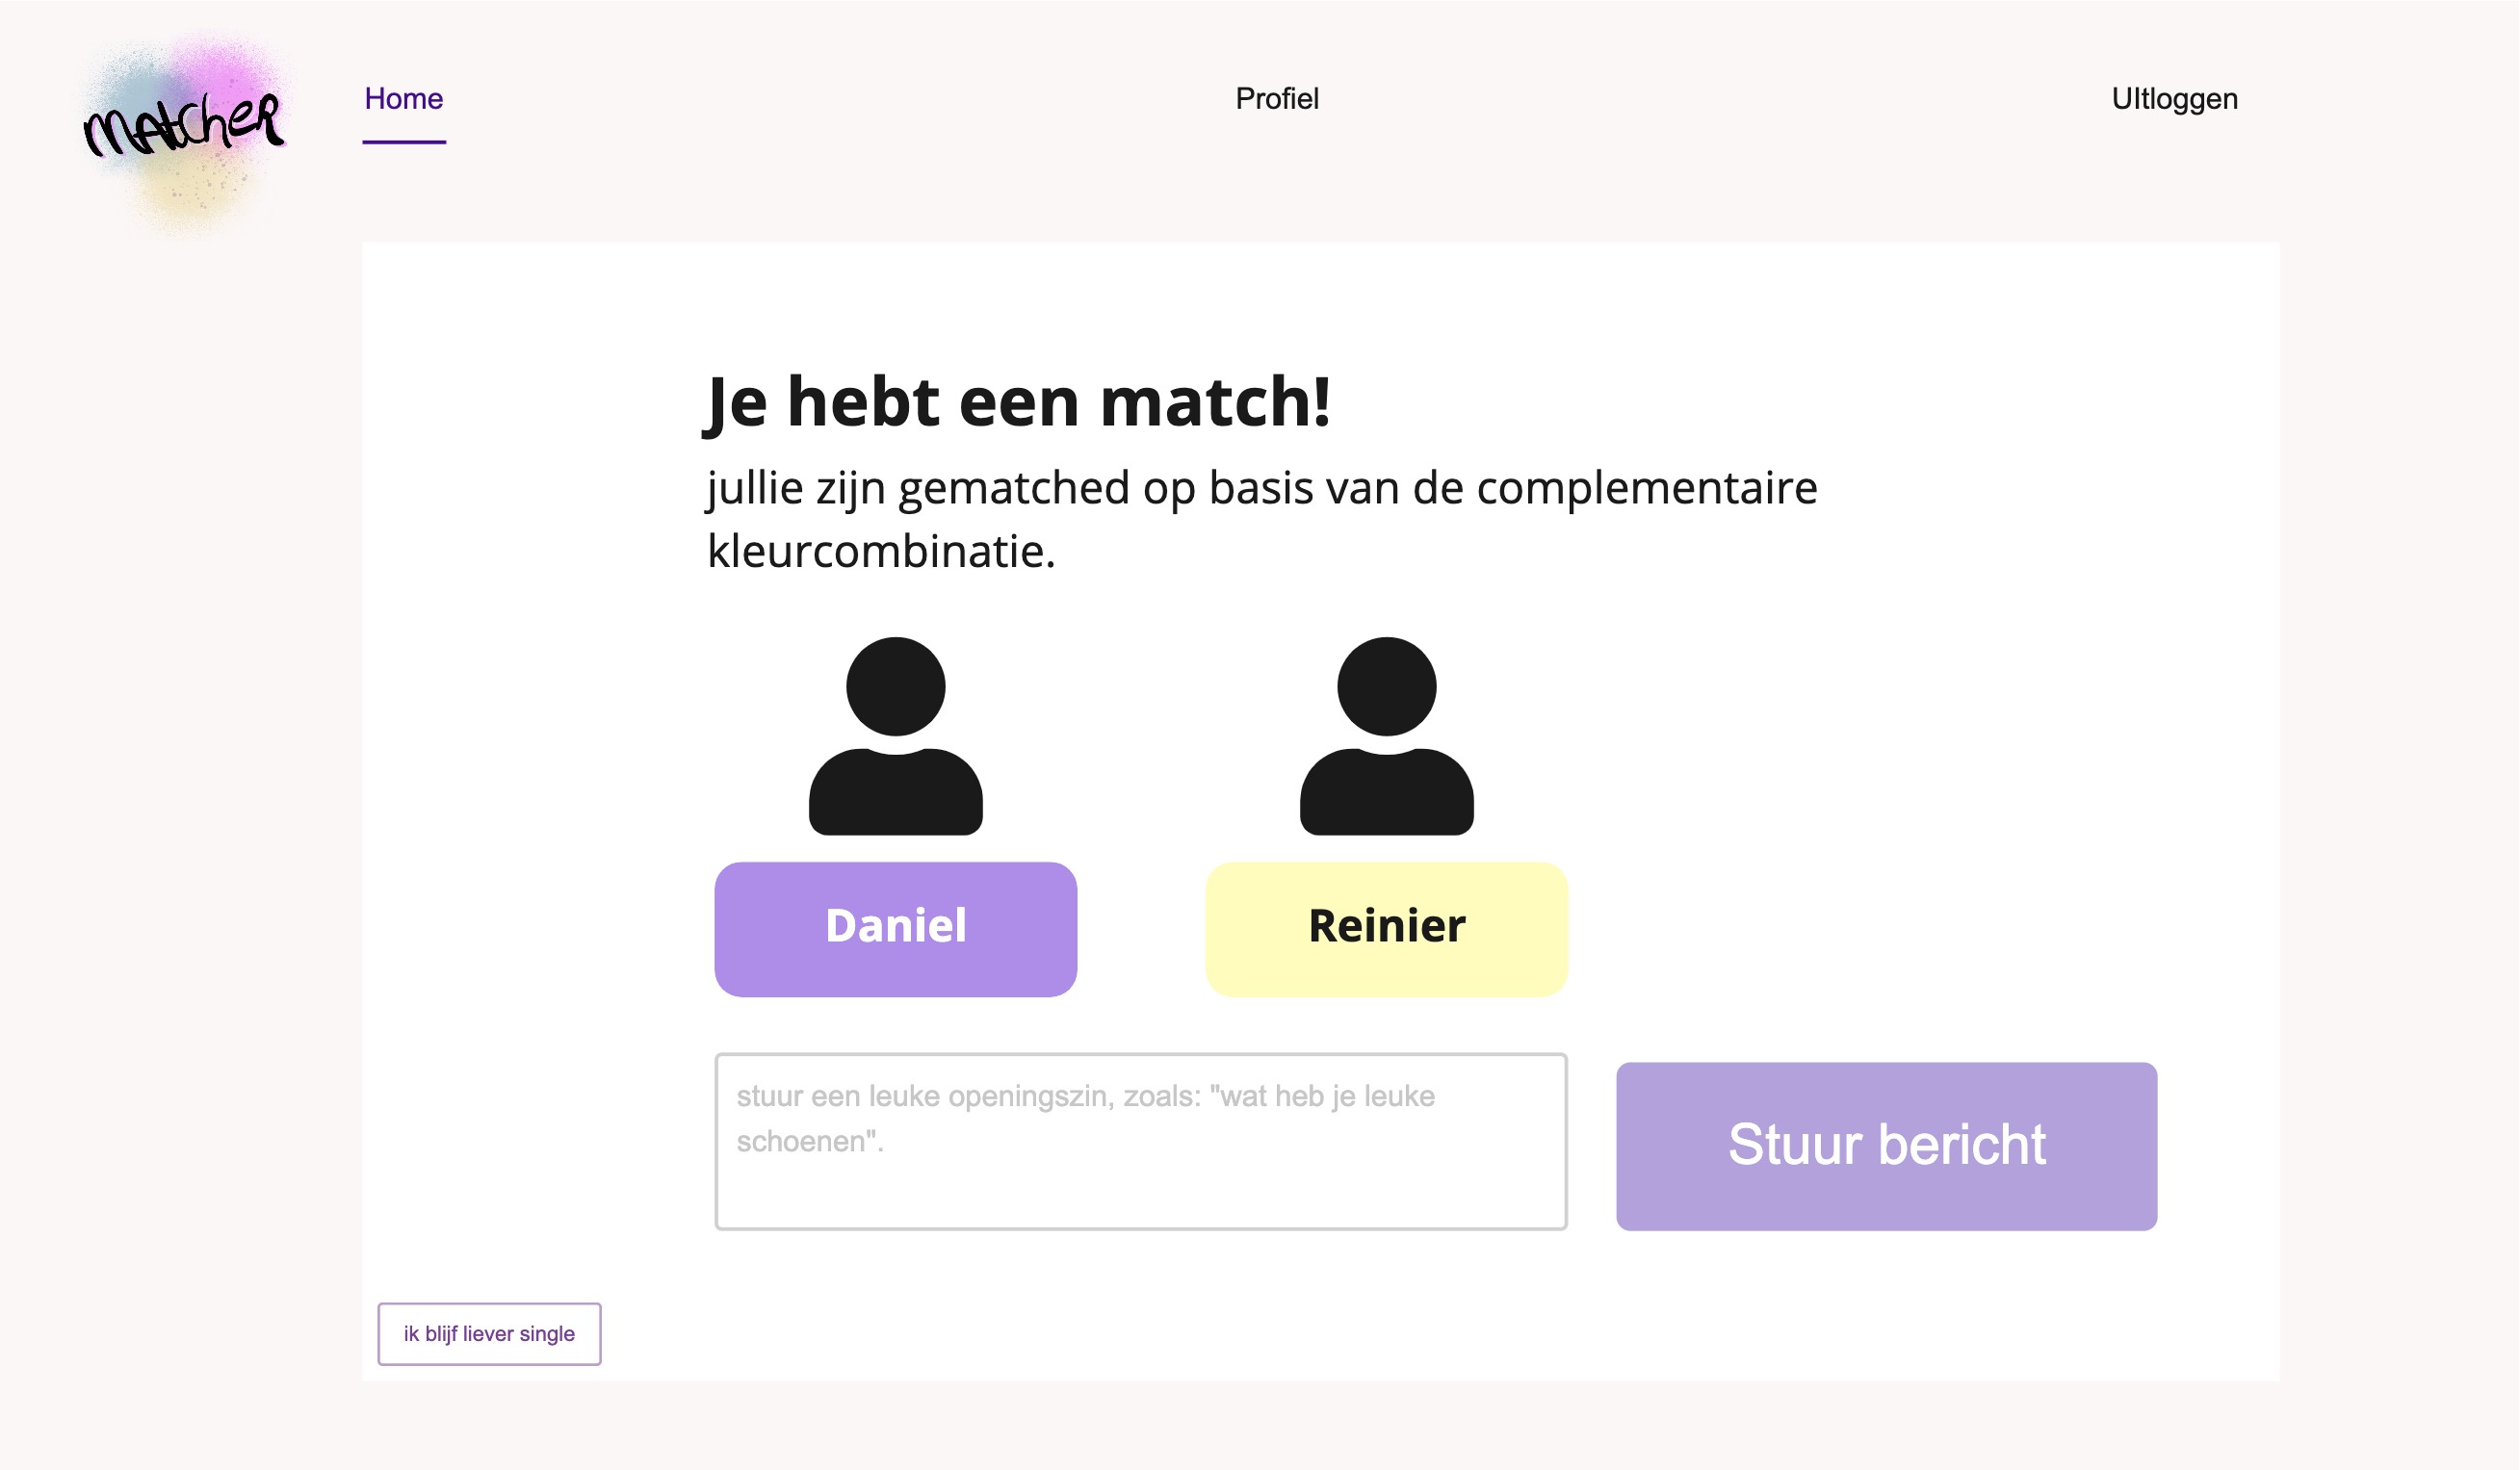 matcher
Home
Profiel
UItloggen
Je hebt een match!
jullie zijn gematched op basis van de complementaire
kleurcombinatie.
Daniel
Reinier
stuur een leuke openingszin, zoals: "wat heb je leuke
schoenen".
Stuur bericht
ik blijf liever single